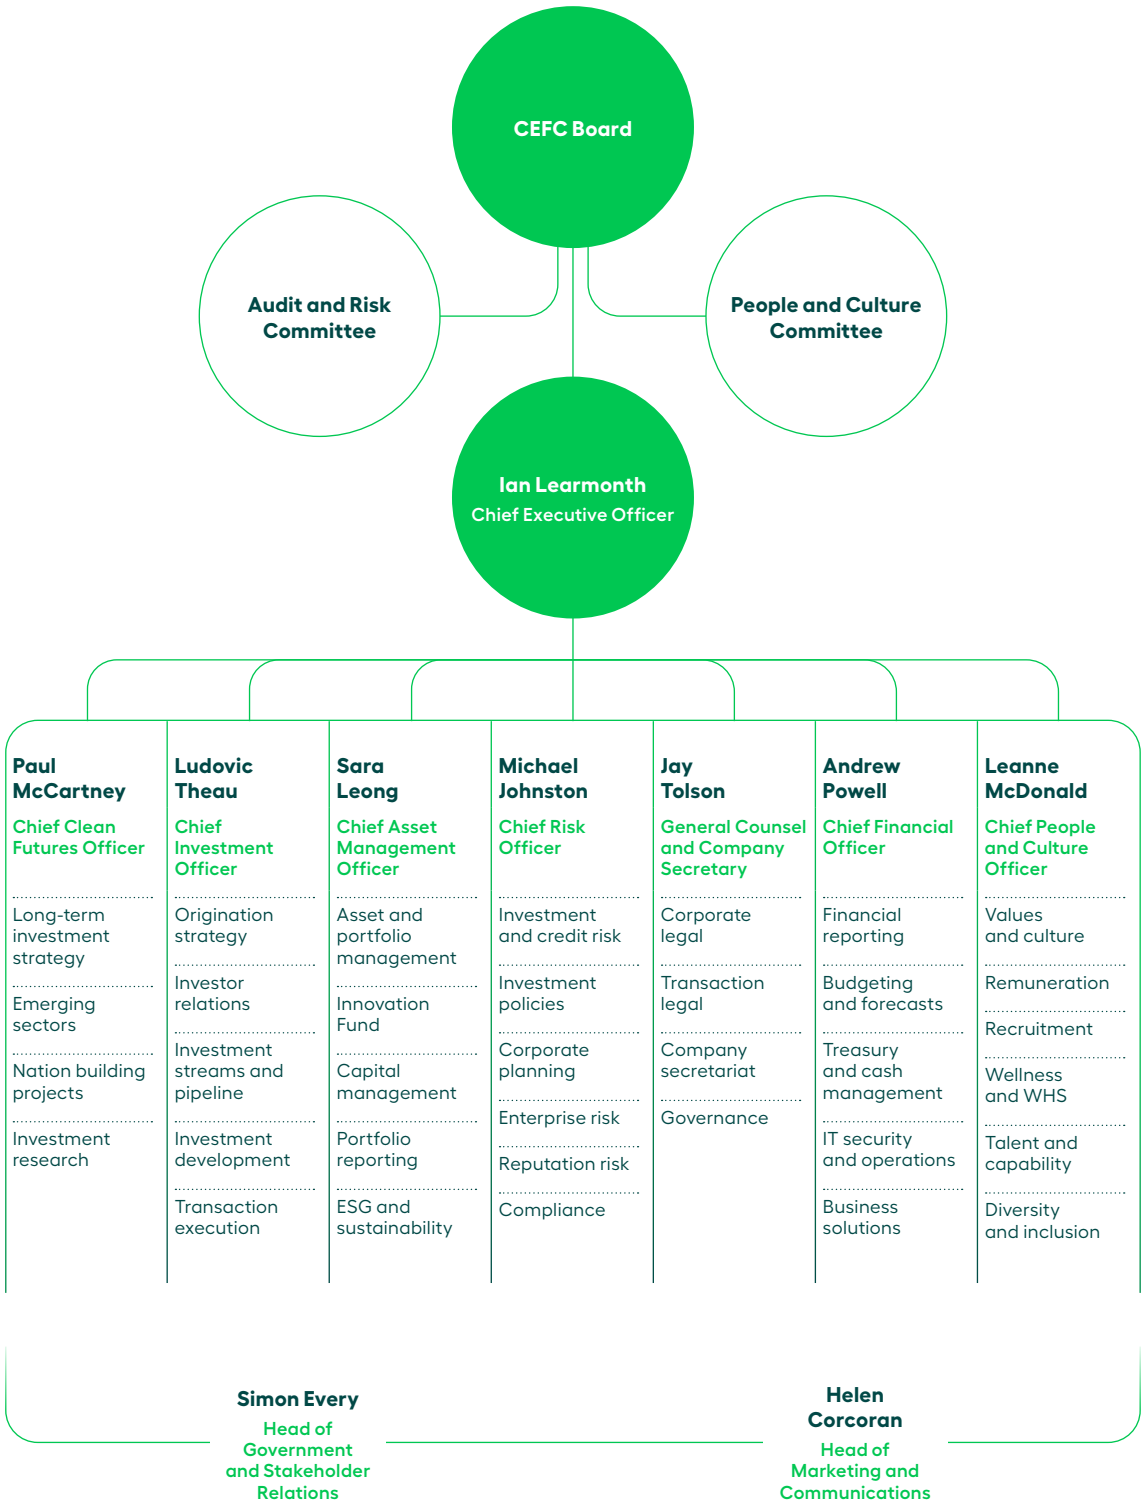 CEFC Board
Audit and Risk
Committee
People and Culture
Committee
Ian Learmonth
Chief Executive Officer
Paul
McCartney
Chief Clean
Futures Officer
Long-term
investment
strategy
Emerging
sectors
Nation building
projects
Investment
research
Ludovic
Theau
Chief
Investment
Officer
Origination
strategy
Investor
relations
Investment
streams and
pipeline
Investment
development
Transaction
execution
Sara
Leong
Chief Asset
Management
Officer
Asset and
portfolio
management
Innovation
Fund
Capital
management
Portfolio
reporting
ESG and
sustainability
Michael
Johnston
Chief Risk
Officer
Investment
and credit risk
Investment
policies
Corporate
planning
Enterprise risk
Reputation risk
Compliance
Jay
Tolson
General Counsel
and Company
Secretary
Corporate
legal
Transaction
legal
Company
secretariat
Governance
Andrew
Powell
Chief Financial
Officer
Financial
reporting
Budgeting
and forecasts
Treasury
and cash
management
IT security
and operations
Business
solutions
Leanne
McDonald
Chief People
and Culture
Officer
Values
and culture
Remuneration
Recruitment
Wellness
and WHS
Talent and
capability
Diversity
and inclusion
Simon Every
Head of
Government
and Stakeholder
Relations
Helen
Corcoran
Head of
Marketing and
Communications